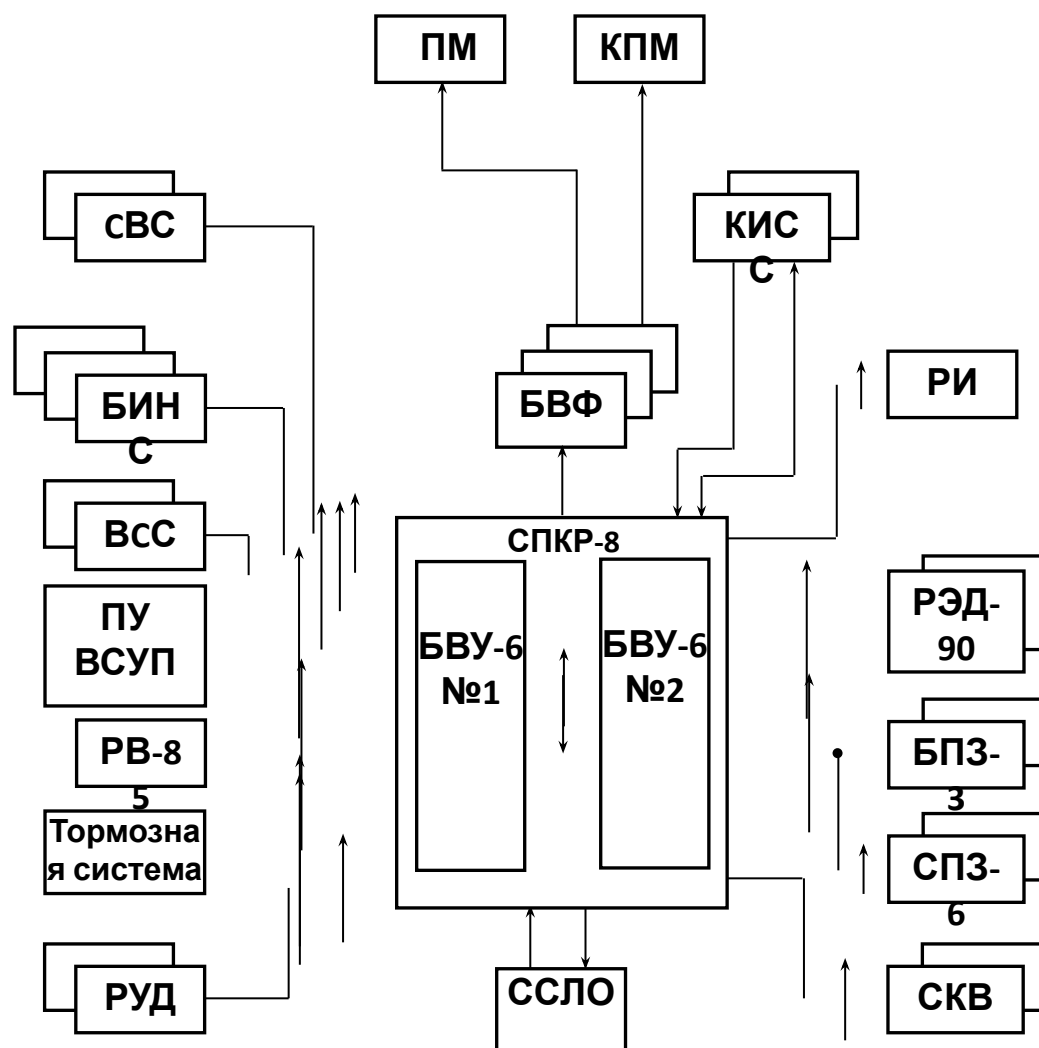 ПМ
КПМ
СВС
КИС
С
БИН
С
БВФ
РИ
ВСС
СПКР-8
ПУ
ВСУП
БВУ-6
№1
БВУ-6
№2
РЭД-
90
РВ-8
5
БПЗ-
3
Тормозна
я система
СПЗ-
6
РУД
ССЛО
СКВ